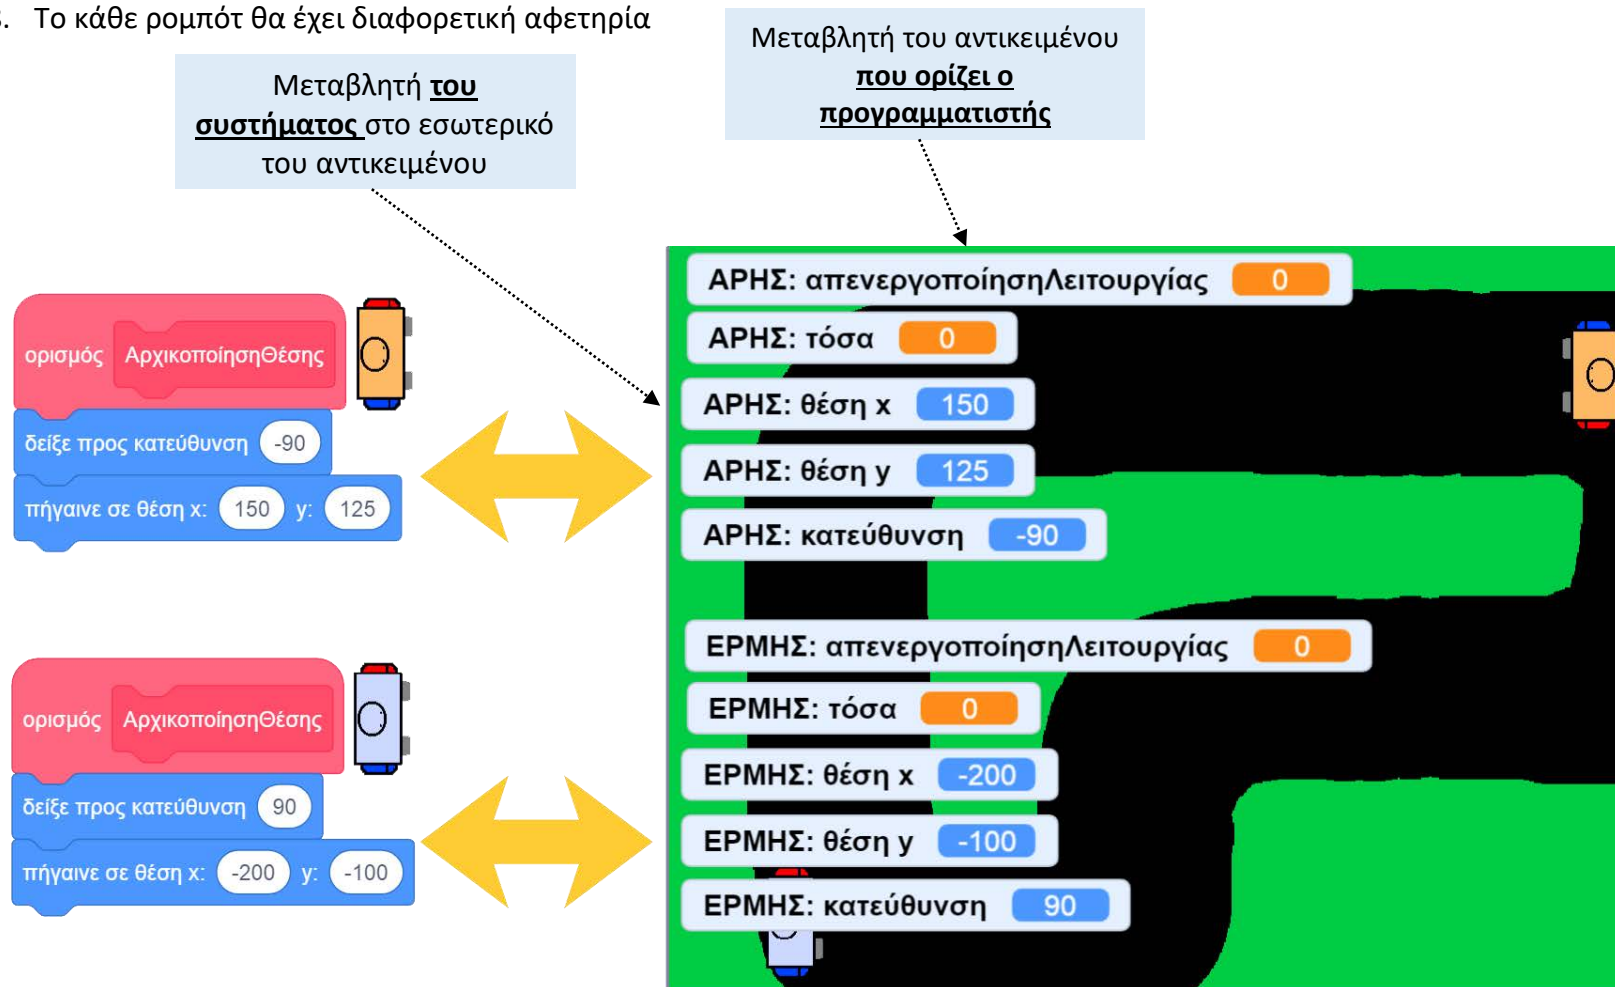 3. Το κάθε ρομπότ θα έχει διαφορετική αφετηρία
Μεταβλητή του
συστήματος στο εσωτερικό
του αντικειμένου
Μεταβλητή του αντικειμένου
που ορίζει ο
προγραμματιστής
ορισμός ΑρχικοποίησηΘέσης
δείξε προς κατεύθυνση -90
πήγαινε σε θέση x: 150 y: 125
ορισμός ΑρχικοποίησηΘέσης
δείξε προς κατεύθυνση 90
πήγαινε σε θέση x: -200 y: -100
ΑΡΗΣ: απενεργοποίησηΛειτουργίας 0
ΑΡΗΣ: τόσα 0
ΑΡΗΣ: θέση x 150
ΑΡΗΣ: θέση y 125
ΑΡΗΣ: κατεύθυνση -90
ΕΡΜΗΣ: απενεργοποίησηΛειτουργίας 0
ΕΡΜΗΣ: τόσα 0
ΕΡΜΗΣ: θέση x -200
ΕΡΜΗΣ: θέση y -100
ΕΡΜΗΣ: κατεύθυνση 90